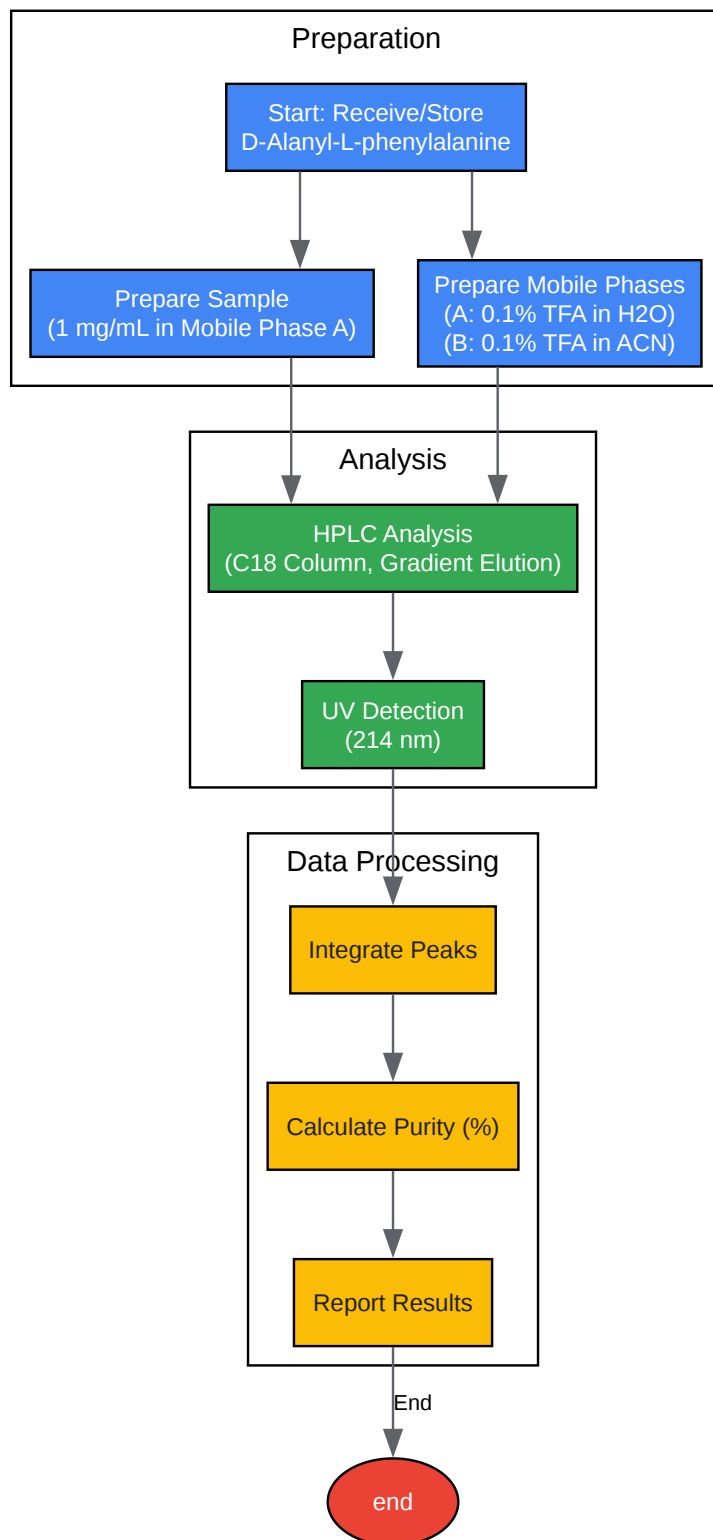 Preparation
Start: Receive/Store
D-Alanyl-L-phenylalanine
Prepare Sample
(1 mg/mL in Mobile Phase A)
Prepare Mobile Phases
(A: 0.1% TFA in H2O)
(B: 0.1% TFA in ACN)
Analysis
HPLC Analysis
(C18 Column, Gradient Elution)
UV Detection
(214 nm)
Data Processing
Integrate Peaks
Calculate Purity (%)
Report Results
End
end